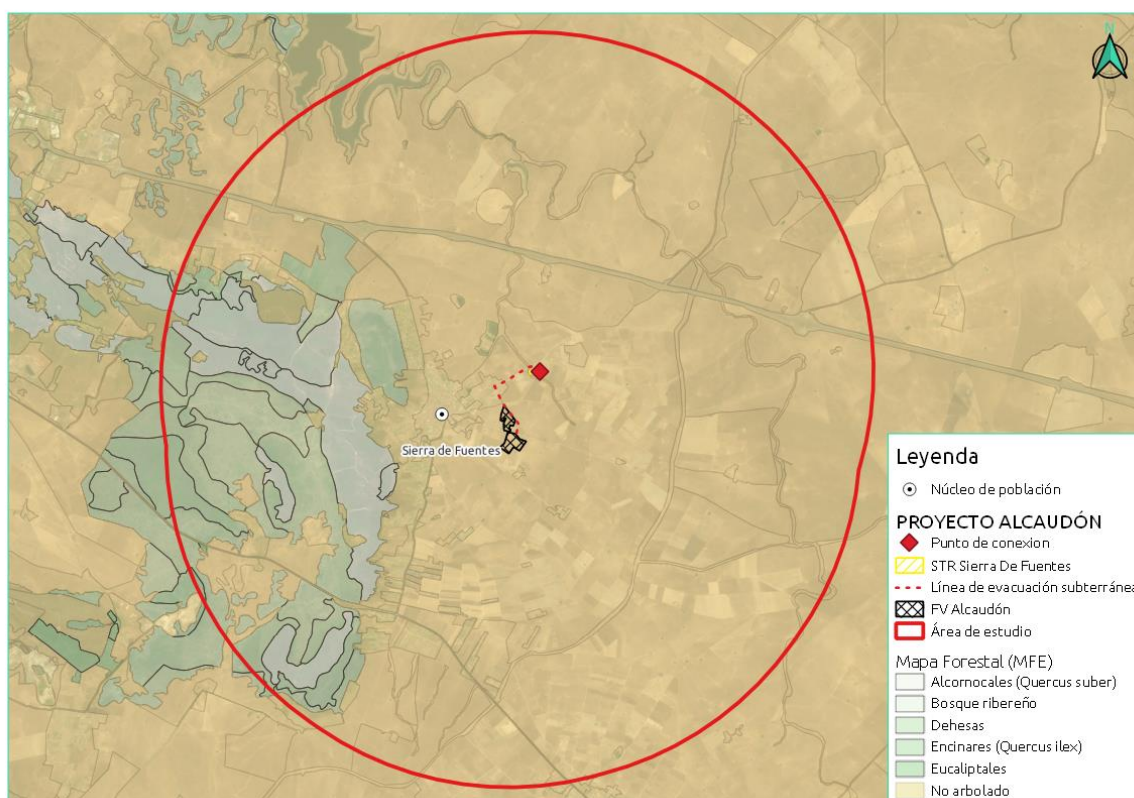 N
Sierra de Fuentes
Leyenda
Núcleo de población
PROYECTO ALCAUDÓN
Punto de conexion
STR Sierra De Fuentes
Línea de evacuación subterránea
FV Alcaudón
Área de estudio
Mapa Forestal (MFE)
Alcornocales (Quercus suber)
Bosque ribereño
Dehesas
Encinares (Quercus ilex)
Eucaliptales
No arbolado